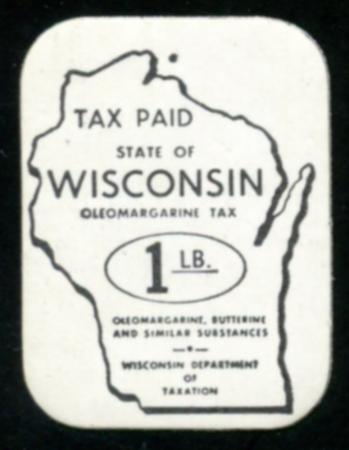 TAX PAID
STATE OF
WISCONSIN
OLEOMARGARINE TAX
1 LB.
OLEOMARGARINE, BUTTERINE
AND SIMILAR SUBSTANCES
WISCONSIN DEPARTMENT
OF
TAXATION